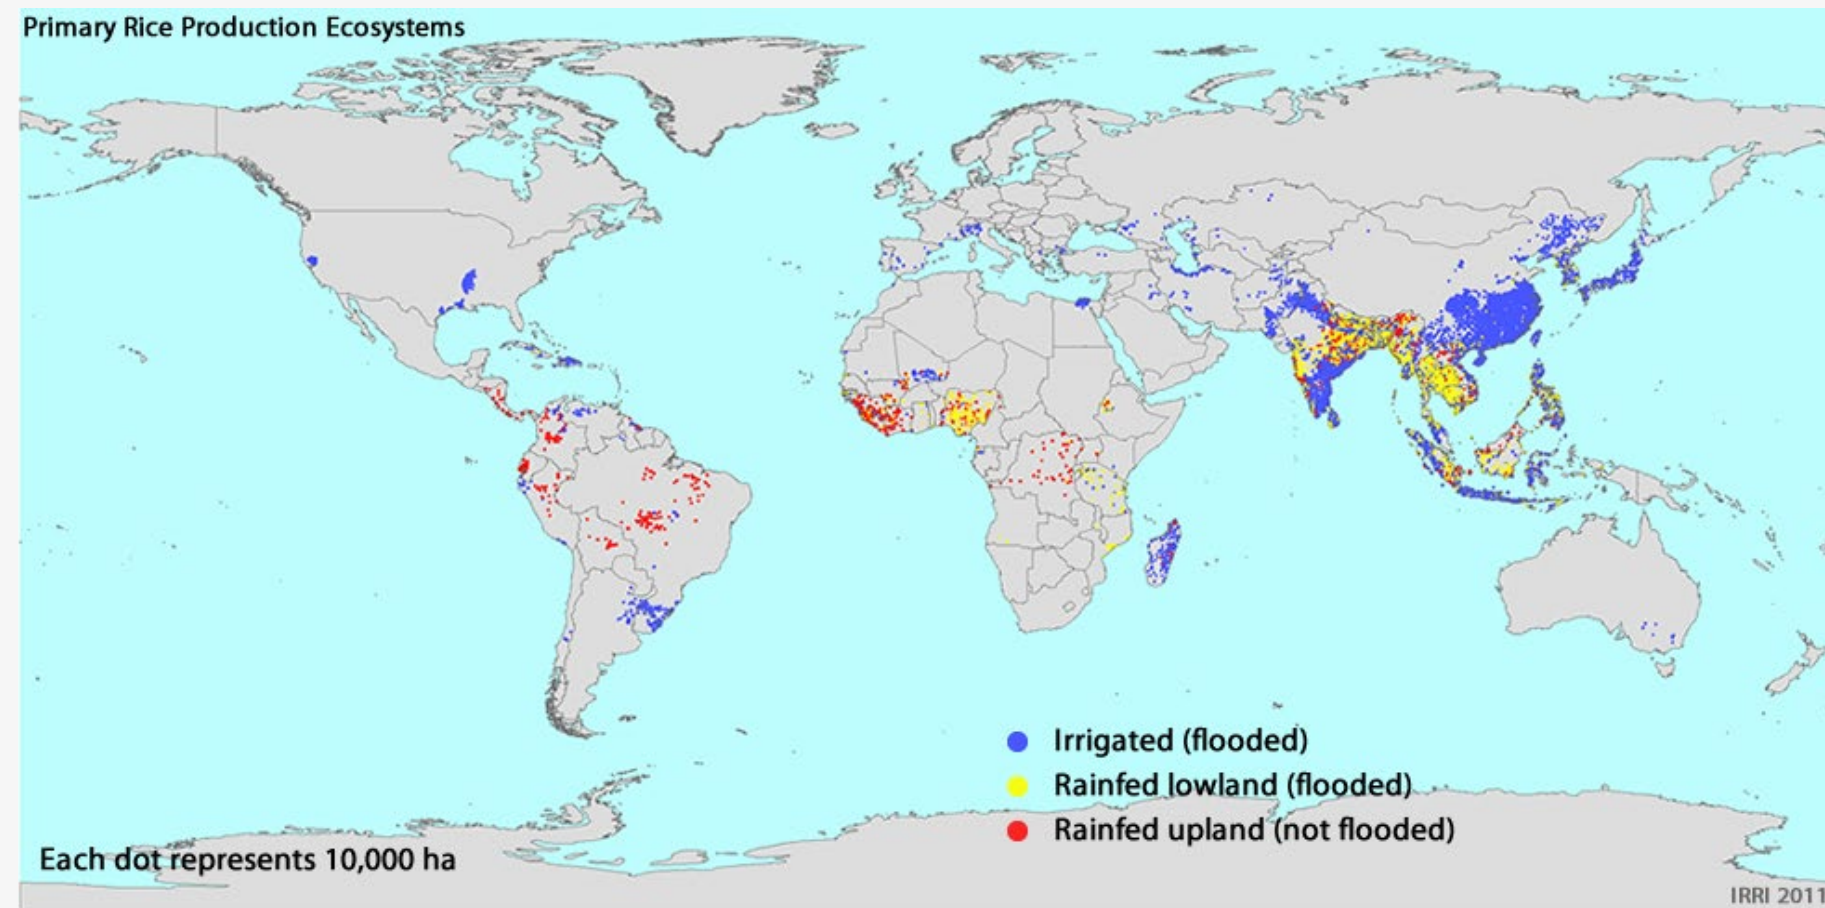 Primary Rice Production Ecosystems
Irrigated (flooded)
Rainfed lowland (flooded)
Rainfed upland (not flooded)
Each dot represents 10,000 ha
IRRI 2011